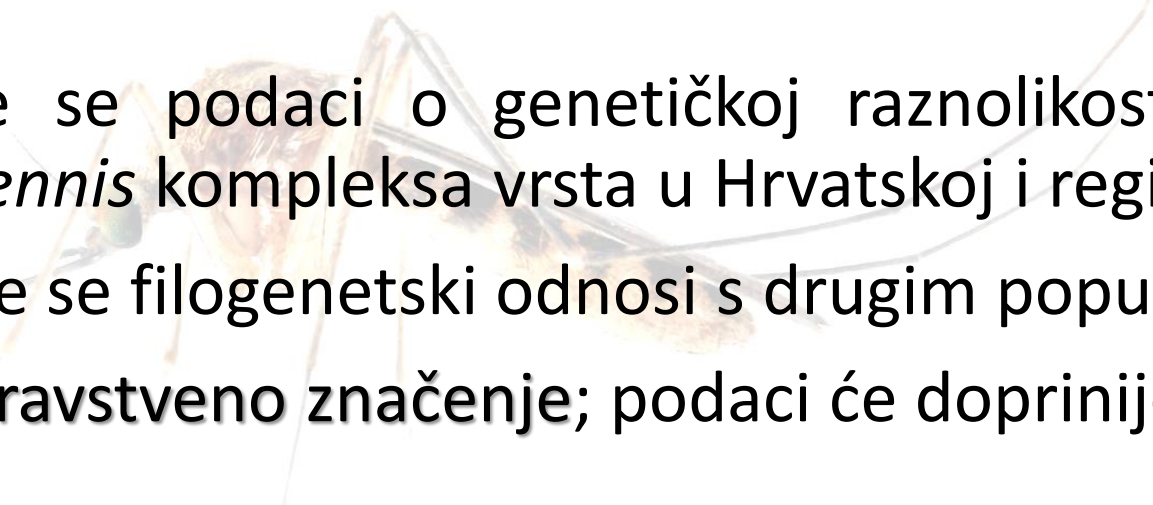 e se podaci o genetičkoj raznolikost
ennis kompleksa vrsta u Hrvatskoj i regi
e se filogenetski odnosi s drugim popu
ravstveno značenje; podaci će doprinij